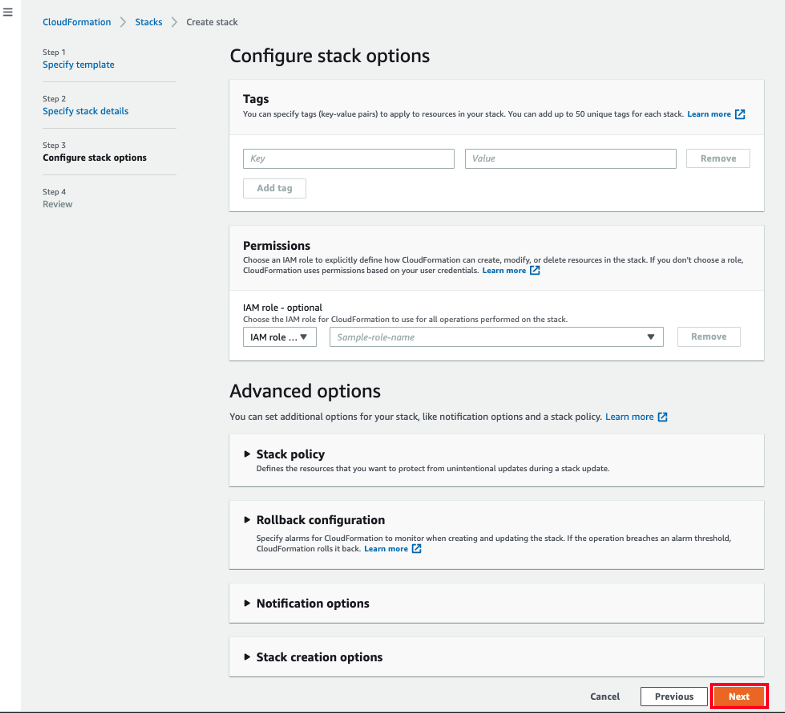 CloudFormation > Stacks > Create stack
Step 1
Specify template
Step 2
Specify stack details
Step 3
Configure stack options
Step 4
Review
Configure stack options
Tags
You can specify tags (key-value pairs) to apply to resources in your stack. You can add up to 50 unique tags for each stack. Learn more
Key
Value
Remove
Add tag
Permissions
Choose an IAM role to explicitly define how CloudFormation can create, modify, or delete resources in the stack. If you don't choose a role,
CloudFormation uses permissions based on your user credentials. Learn more
IAM role - optional
Choose the IAM role for CloudFormation to use for all operations performed on the stack.
IAM role ...
Sample-role-name
Remove
Advanced options
You can set additional options for your stack, like notification options and a stack policy. Learn more
Stack policy
Defines the resources that you want to protect from unintentional updates during a stack update.
Rollback configuration
Specify alarms for CloudFormation to monitor when creating and updating the stack. If the operation breaches an alarm threshold,
CloudFormation rolls it back. Learn more
Notification options
Stack creation options
Cancel
Previous
Next